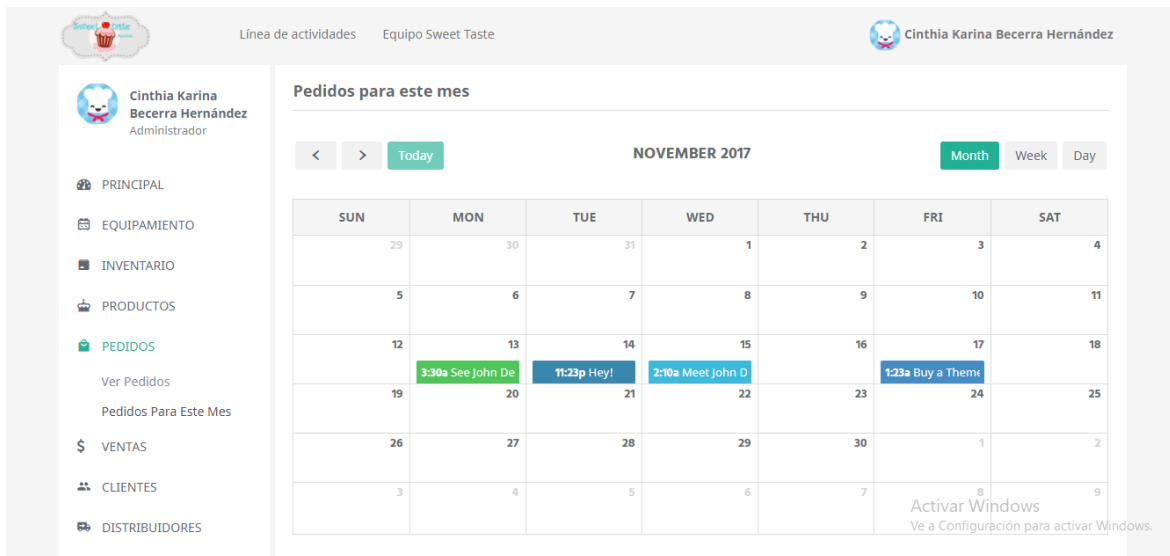 Sweet Taste
Línea de actividades Equipo Sweet Taste Cinthia Karina Becerra Hernández
Cinthia Karina
Becerra Hernández
Administrador
PRINCIPAL
EQUIPAMIENTO
INVENTARIO
PRODUCTOS
PEDIDOS
Ver Pedidos
Pedidos Para Este Mes
VENTAS
CLIENTES
DISTRIBUIDORES
Pedidos para este mes
< > Today NOVEMBER 2017 Month Week Day
SUN MON TUE WED THU FRI SAT
29 30 31 1 2 3 4
5 6 7 8 9 10 11
12 13 14 15 16 17 18
3:30a See John De 11:23p Hey! 2:10a Meet John D 1:23a Buy a Theme
19 20 21 22 23 24 25
26 27 28 29 30 1 2
3 4 5 6 7 8 9
Activar Windows
Ve a Configuración para activar Windows.